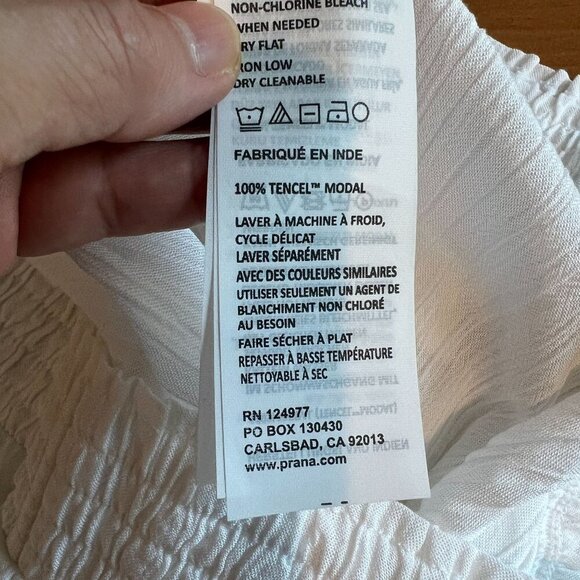 NON-CHLORINE BLEACH
WHEN NEEDED
DRY FLAT
IRON LOW
DRY CLEANABLE
FABRIQUÉ EN INDE
100% TENCEL™ MODAL
LAVER À MACHINE À FROID,
CYCLE DÉLICAT
LAVER SÉPARÉMENT
AVEC DES COULEURS SIMILAIRES
UTILISER SEULEMENT UN AGENT DE
BLANCHIMENT NON CHLORÉ
AU BESOIN
FAIRE SÉCHER À PLAT
REPASSER À BASSE TEMPÉRATURE
NETTOYABLE À SEC
RN 124977
PO BOX 130430
CARLSBAD, CA 92013
www.prana.com